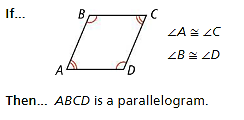 If...
B
C
∠A ≅ ∠C
∠B ≅ ∠D
A
D
Then... ABCD is a parallelogram.